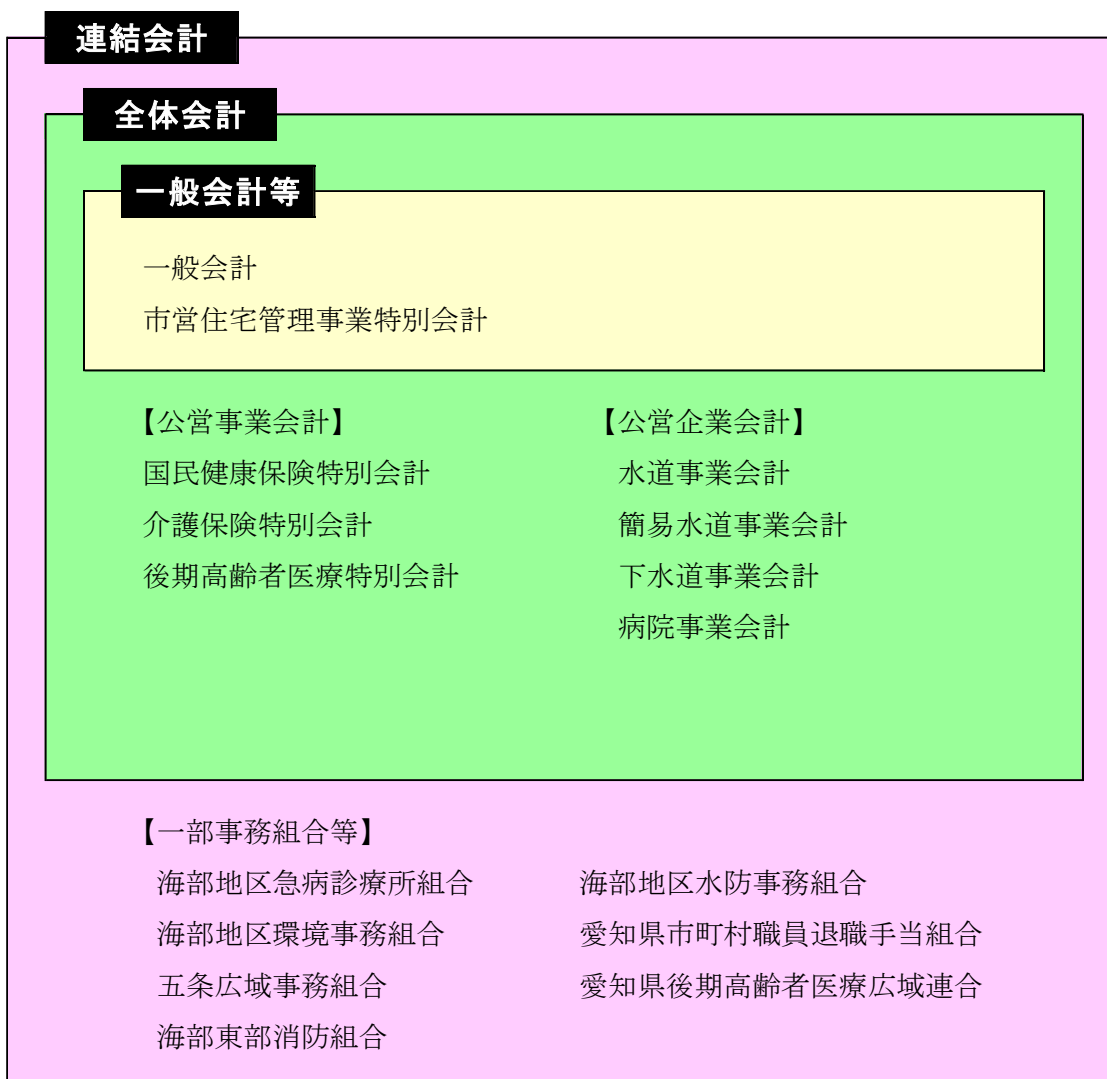 連結会計
全体会計
一般会計等
一般会計
市営住宅管理事業特別会計
【公営事業会計】
国民健康保険特別会計
介護保険特別会計
後期高齢者医療特別会計
【公営企業会計】
水道事業会計
簡易水道事業会計
下水道事業会計
病院事業会計
【一部事務組合等】
海部地区急病診療所組合
海部地区環境事務組合
五条広域事務組合
海部東部消防組合
海部地区水防事務組合
愛知県市町村職員退職手当組合
愛知県後期高齢者医療広域連合